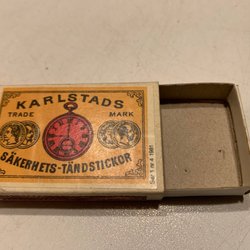 KARLSTADS
TRADE MARK
SÄKERHETS-TÄNDSTICKOR